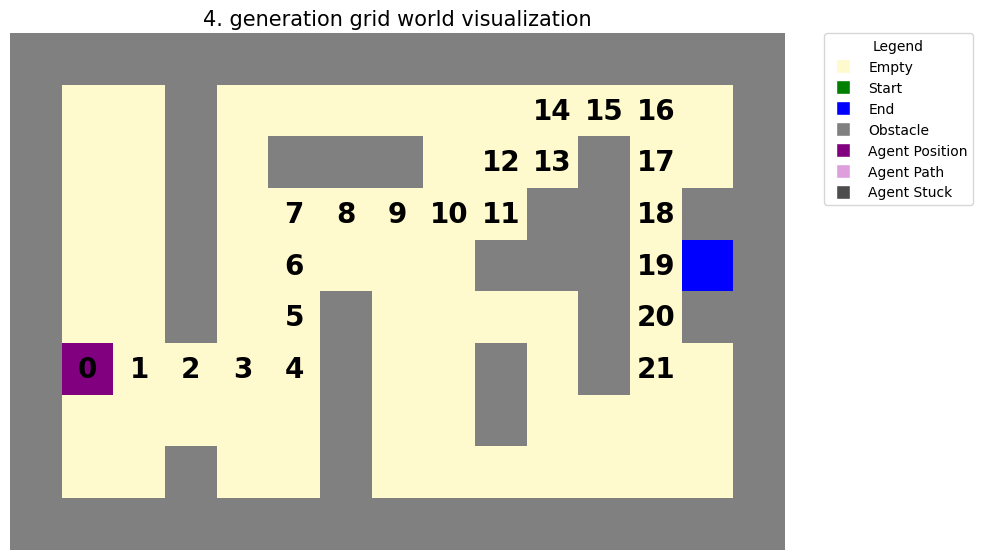 4. generation grid world visualization
Legend
Empty
Start
End
Obstacle
Agent Position
Agent Path
Agent Stuck
14 15 16
12 13 17
7 8 9 10 11 18
6 19
5 20
0 1 2 3 4 21